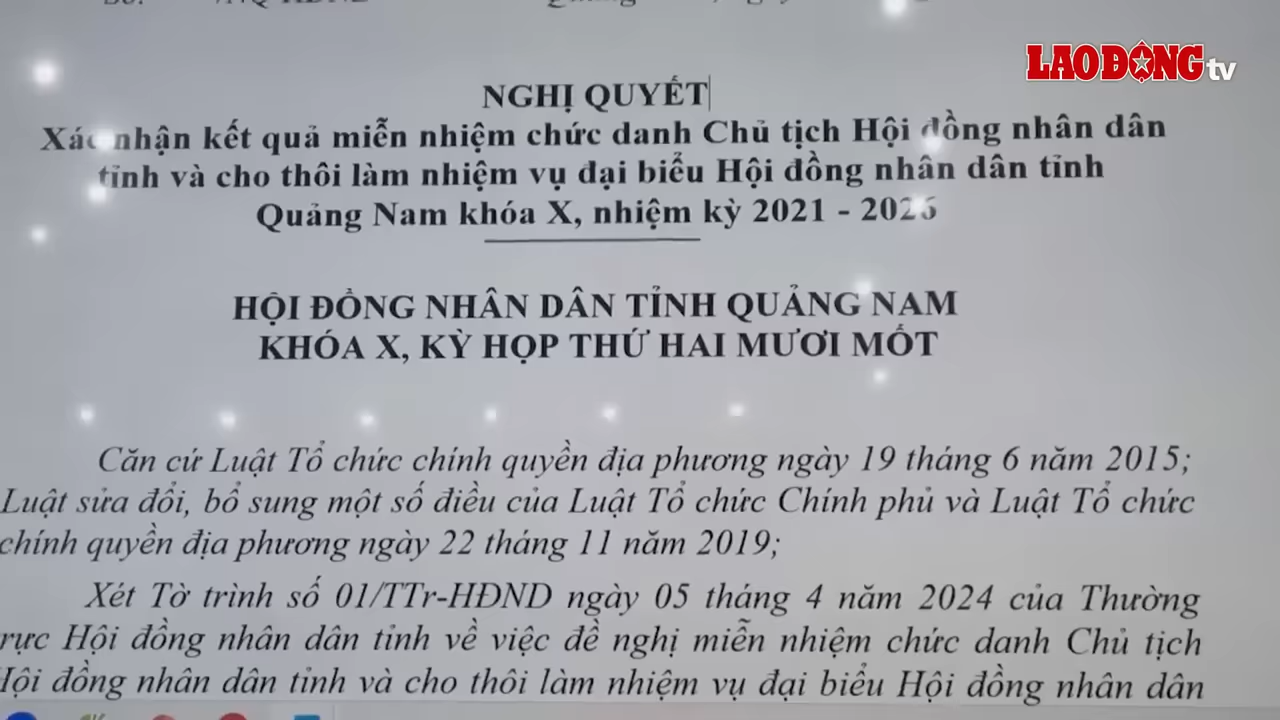 LAO ĐỘNG tv
NGHỊ QUYẾT
Xác nhận kết quả miễn nhiệm chức danh Chủ tịch Hội đồng nhân dân
tỉnh và cho thôi làm nhiệm vụ đại biểu Hội đồng nhân dân tỉnh
Quảng Nam khóa X, nhiệm kỳ 2021 - 2026
HỘI ĐỒNG NHÂN DÂN TỈNH QUẢNG NAM
KHÓA X, KỲ HỌP THỨ HAI MƯƠI MỐT
Căn cứ Luật Tổ chức chính quyền địa phương ngày 19 tháng 6 năm 2015;
Luật sửa đổi, bổ sung một số điều của Luật Tổ chức Chính phủ và Luật Tổ chức
chính quyền địa phương ngày 22 tháng 11 năm 2019;
Xét Tờ trình số 01/TTr-HĐND ngày 05 tháng 4 năm 2024 của Thường
rực Hội đồng nhân dân tỉnh về việc đề nghị miễn nhiệm chức danh Chủ tịch
Hội đồng nhân dân tỉnh và cho thôi làm nhiệm vụ đại biểu Hội đồng nhân dân